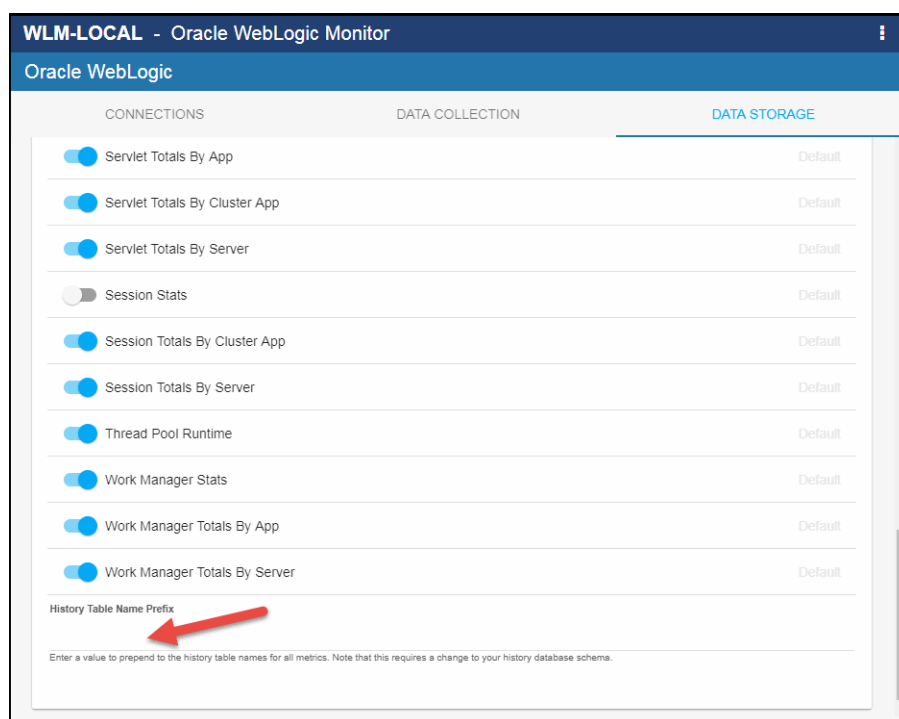 WLM-LOCAL - Oracle WebLogic Monitor
Oracle WebLogic
CONNECTIONS DATA COLLECTION DATA STORAGE
Servlet Totals By App Default
Servlet Totals By Cluster App Default
Servlet Totals By Server Default
Session Stats Default
Session Totals By Cluster App Default
Session Totals By Server Default
Thread Pool Runtime Default
Work Manager Stats Default
Work Manager Totals By App Default
Work Manager Totals By Server Default
History Table Name Prefix
Enter a value to prepend to the history table names for all metrics. Note that this requires a change to your history database schema.